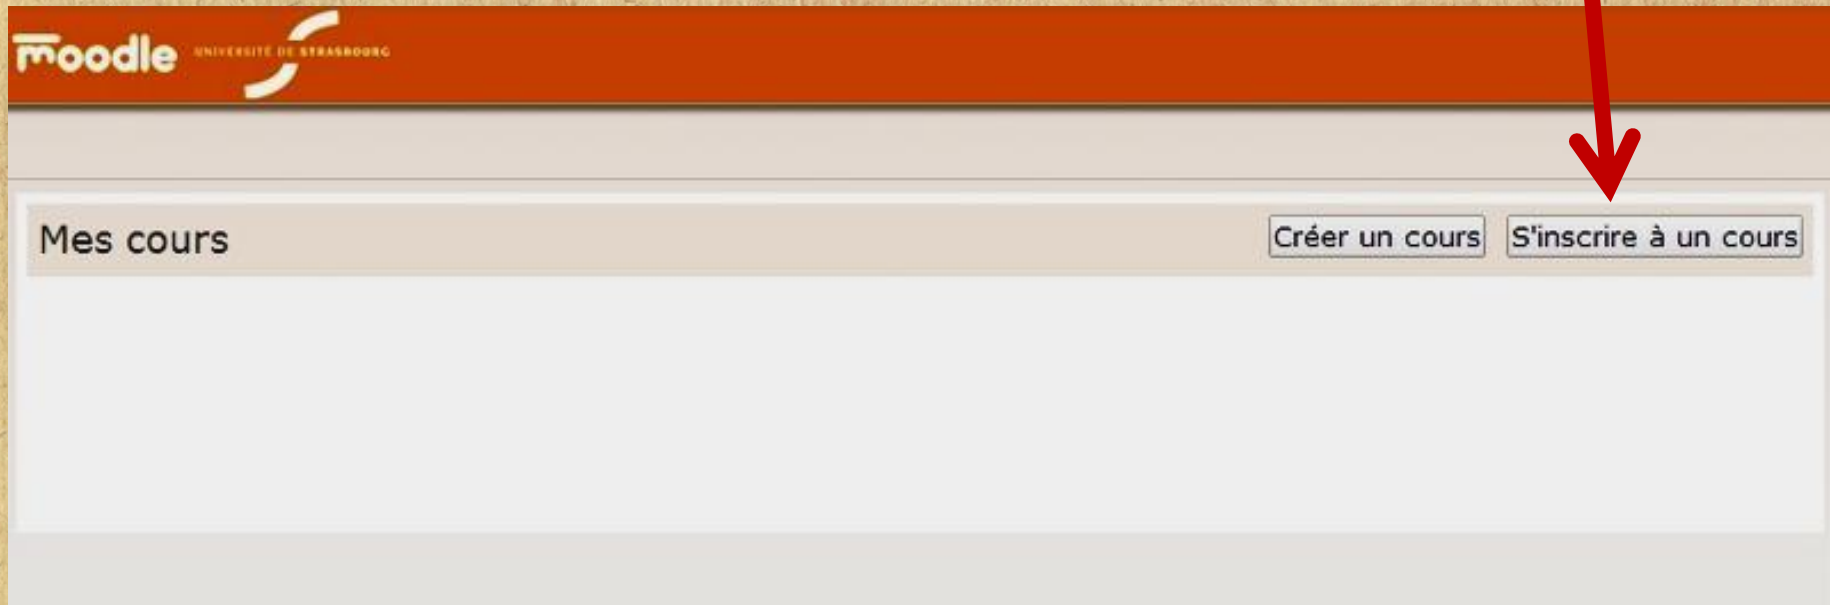 moodle UNIVERSITÉ DE STRASBOURG
Mes cours
Créer un cours
S'inscrire à un cours